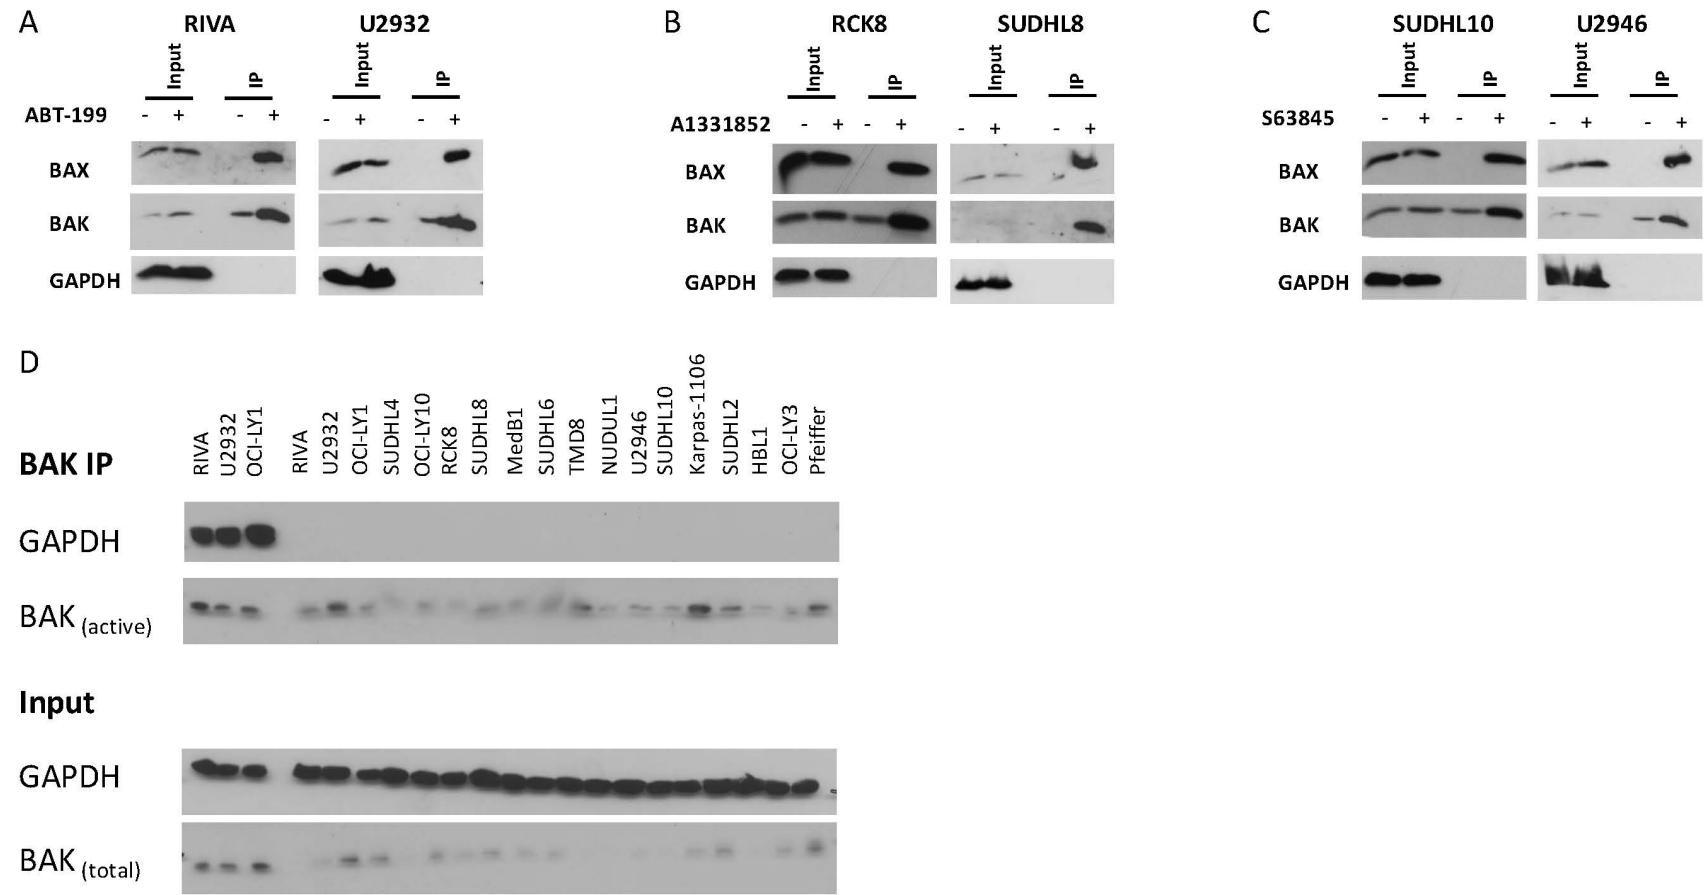 A RIVA U2932 B RCK8 SUDHL8 C SUDHL10 U2946
Input IP Input IP Input IP Input IP Input IP Input IP
ABT-199 - + - + - + - + A1331852 - + - + - + - + S63845 - + - + - + - +
BAX BAX BAX
BAK BAK BAK
GAPDH GAPDH GAPDH
D
RIVA U2932 OCI-LY1 RIVA U2932 OCI-LY1 SUDHL4 OCI-LY10 RCK8 SUDHL8 MedB1 SUDHL6 TMD8 NUDUL1 U2946 SUDHL10 Karpas-1106 SUDHL2 HBL1 OCI-LY3 Pfeiffer
BAK IP
GAPDH
BAK (active)
Input
GAPDH
BAK (total)